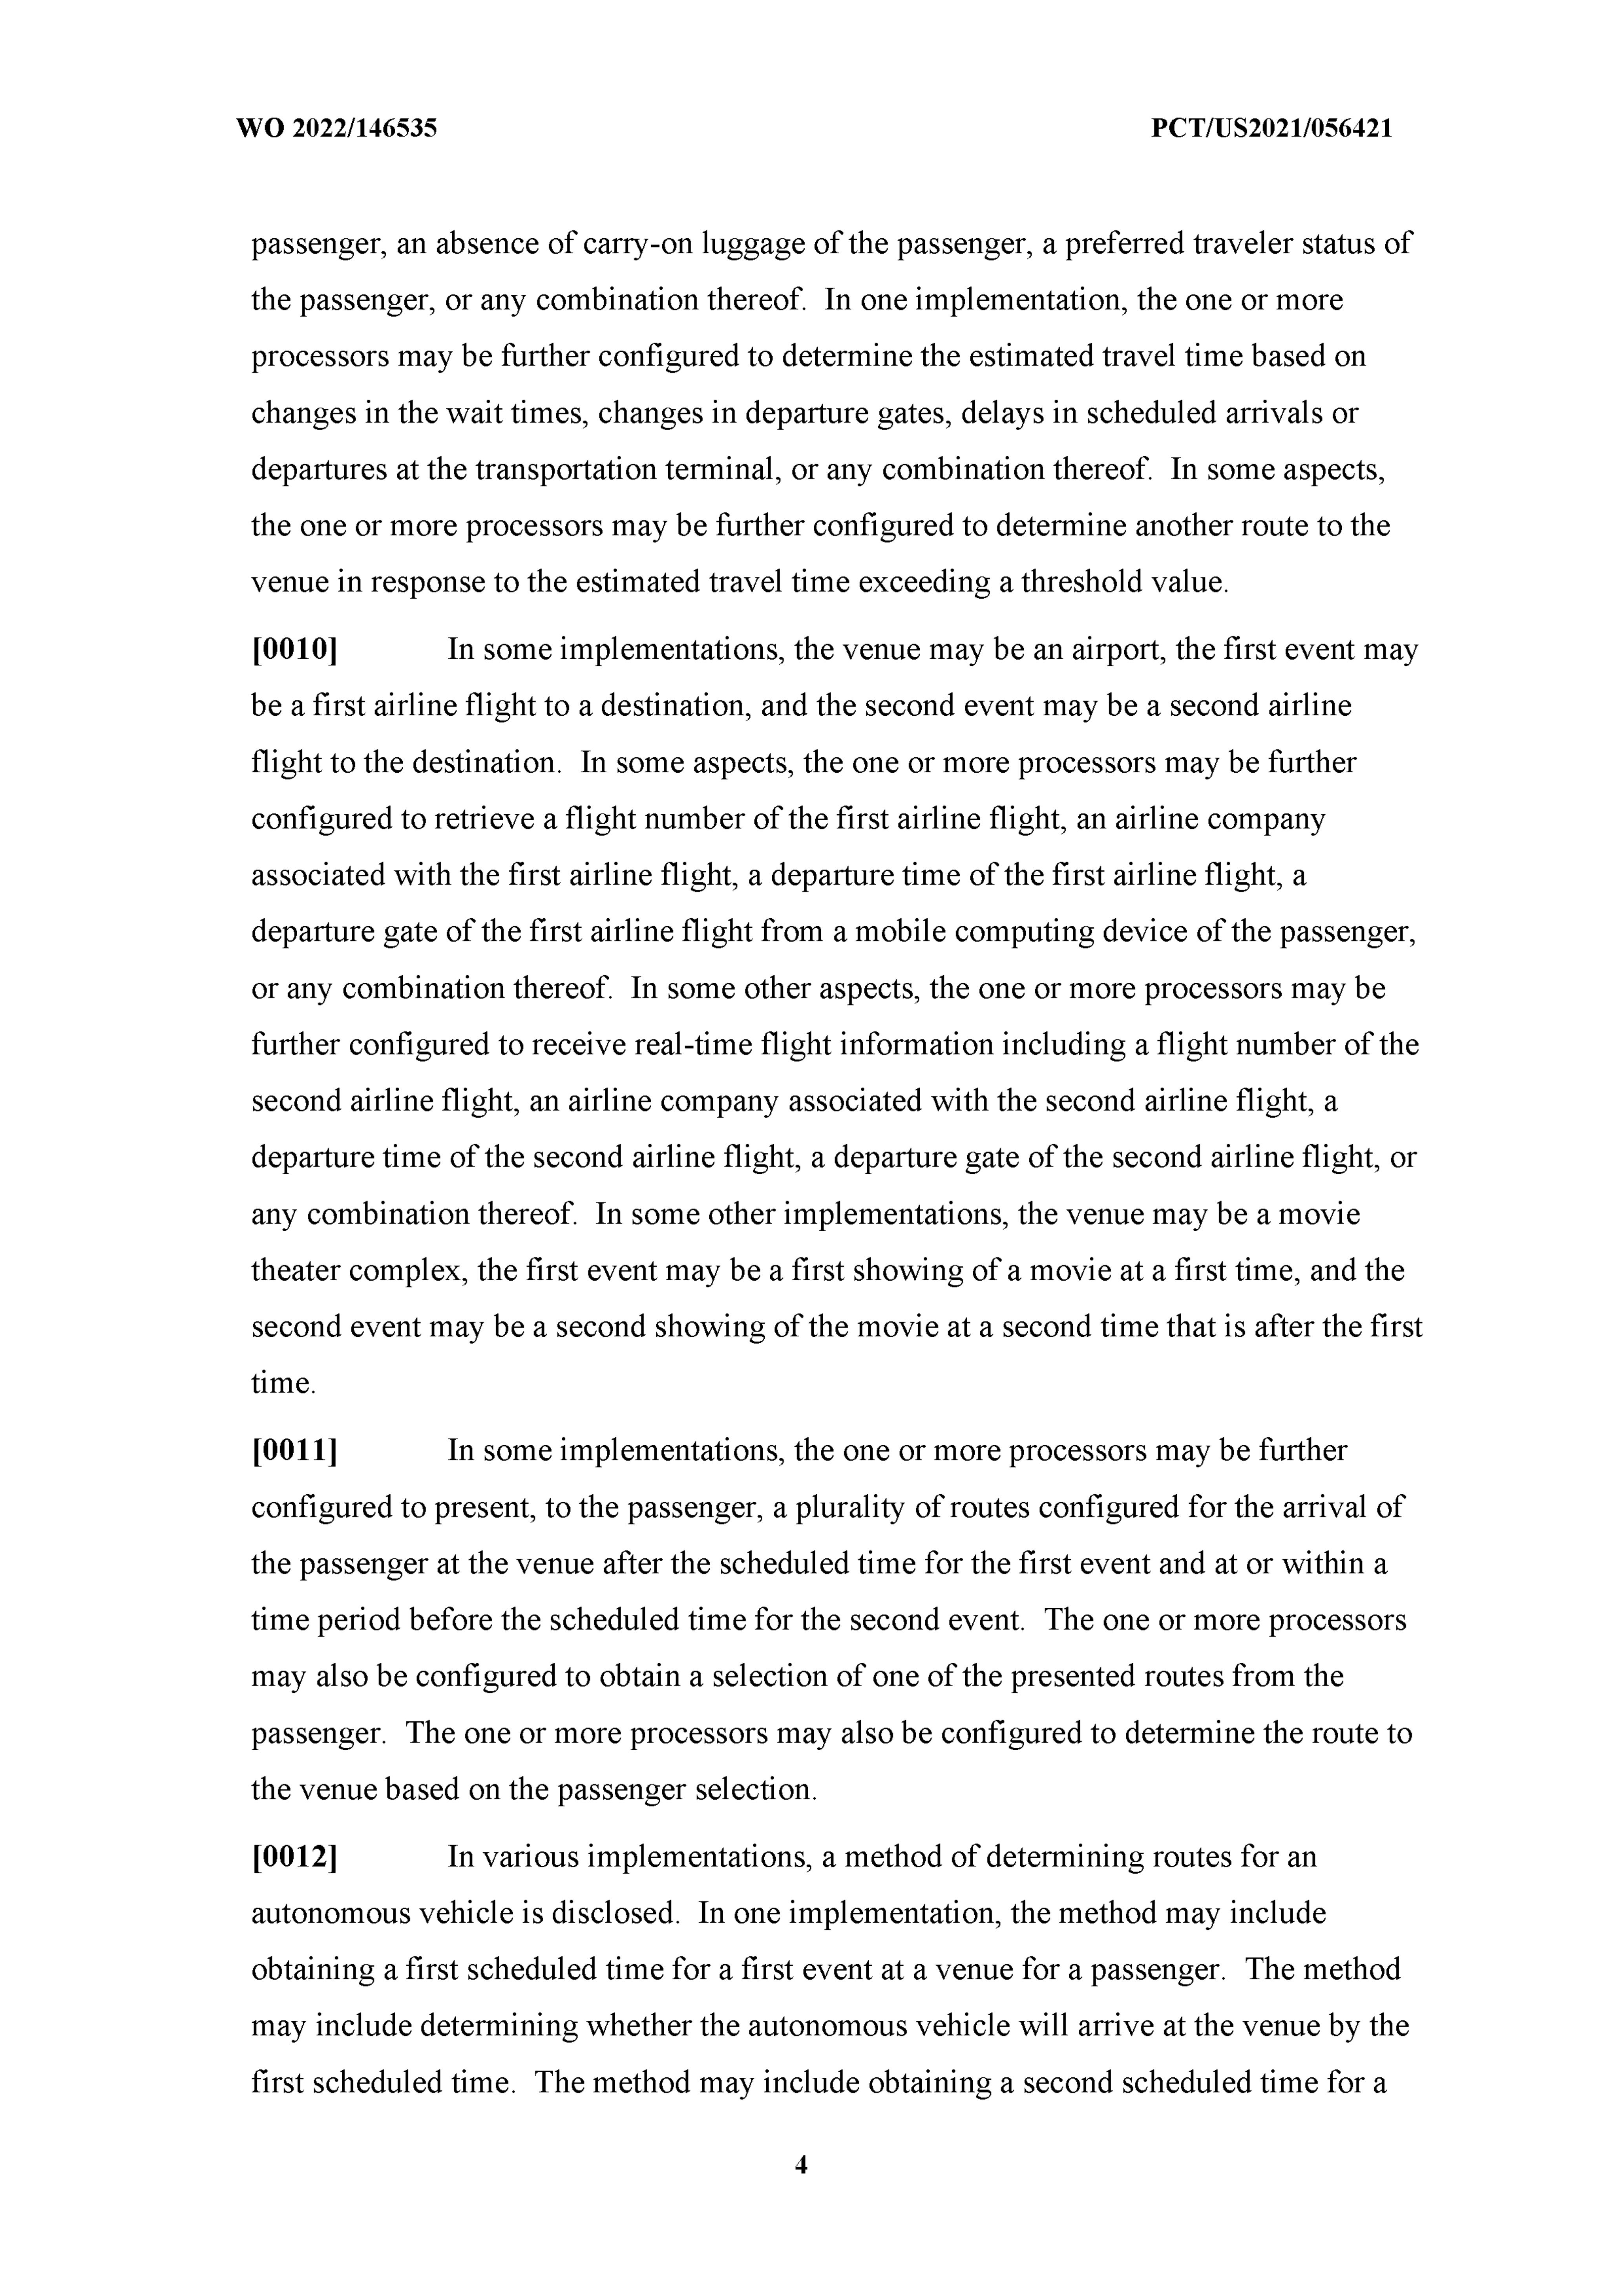 WO 2022/146535 PCT/US2021/056421
passenger, an absence of carry-on luggage of the passenger, a preferred traveler status of
the passenger, or any combination thereof.  In one implementation, the one or more
processors may be further configured to determine the estimated travel time based on
changes in the wait times, changes in departure gates, delays in scheduled arrivals or
departures at the transportation terminal, or any combination thereof.  In some aspects,
the one or more processors may be further configured to determine another route to the
venue in response to the estimated travel time exceeding a threshold value.
[0010] In some implementations, the venue may be an airport, the first event may
be a first airline flight to a destination, and the second event may be a second airline
flight to the destination.  In some aspects, the one or more processors may be further
configured to retrieve a flight number of the first airline flight, an airline company
associated with the first airline flight, a departure time of the first airline flight, a
departure gate of the first airline flight from a mobile computing device of the passenger,
or any combination thereof.  In some other aspects, the one or more processors may be
further configured to receive real-time flight information including a flight number of the
second airline flight, an airline company associated with the second airline flight, a
departure time of the second airline flight, a departure gate of the second airline flight, or
any combination thereof.  In some other implementations, the venue may be a movie
theater complex, the first event may be a first showing of a movie at a first time, and the
second event may be a second showing of the movie at a second time that is after the first
time.
[0011] In some implementations, the one or more processors may be further
configured to present, to the passenger, a plurality of routes configured for the arrival of
the passenger at the venue after the scheduled time for the first event and at or within a
time period before the scheduled time for the second event.  The one or more processors
may also be configured to obtain a selection of one of the presented routes from the
passenger.  The one or more processors may also be configured to determine the route to
the venue based on the passenger selection.
[0012] In various implementations, a method of determining routes for an
autonomous vehicle is disclosed.  In one implementation, the method may include
obtaining a first scheduled time for a first event at a venue for a passenger.  The method
may include determining whether the autonomous vehicle will arrive at the venue by the
first scheduled time.  The method may include obtaining a second scheduled time for a
4